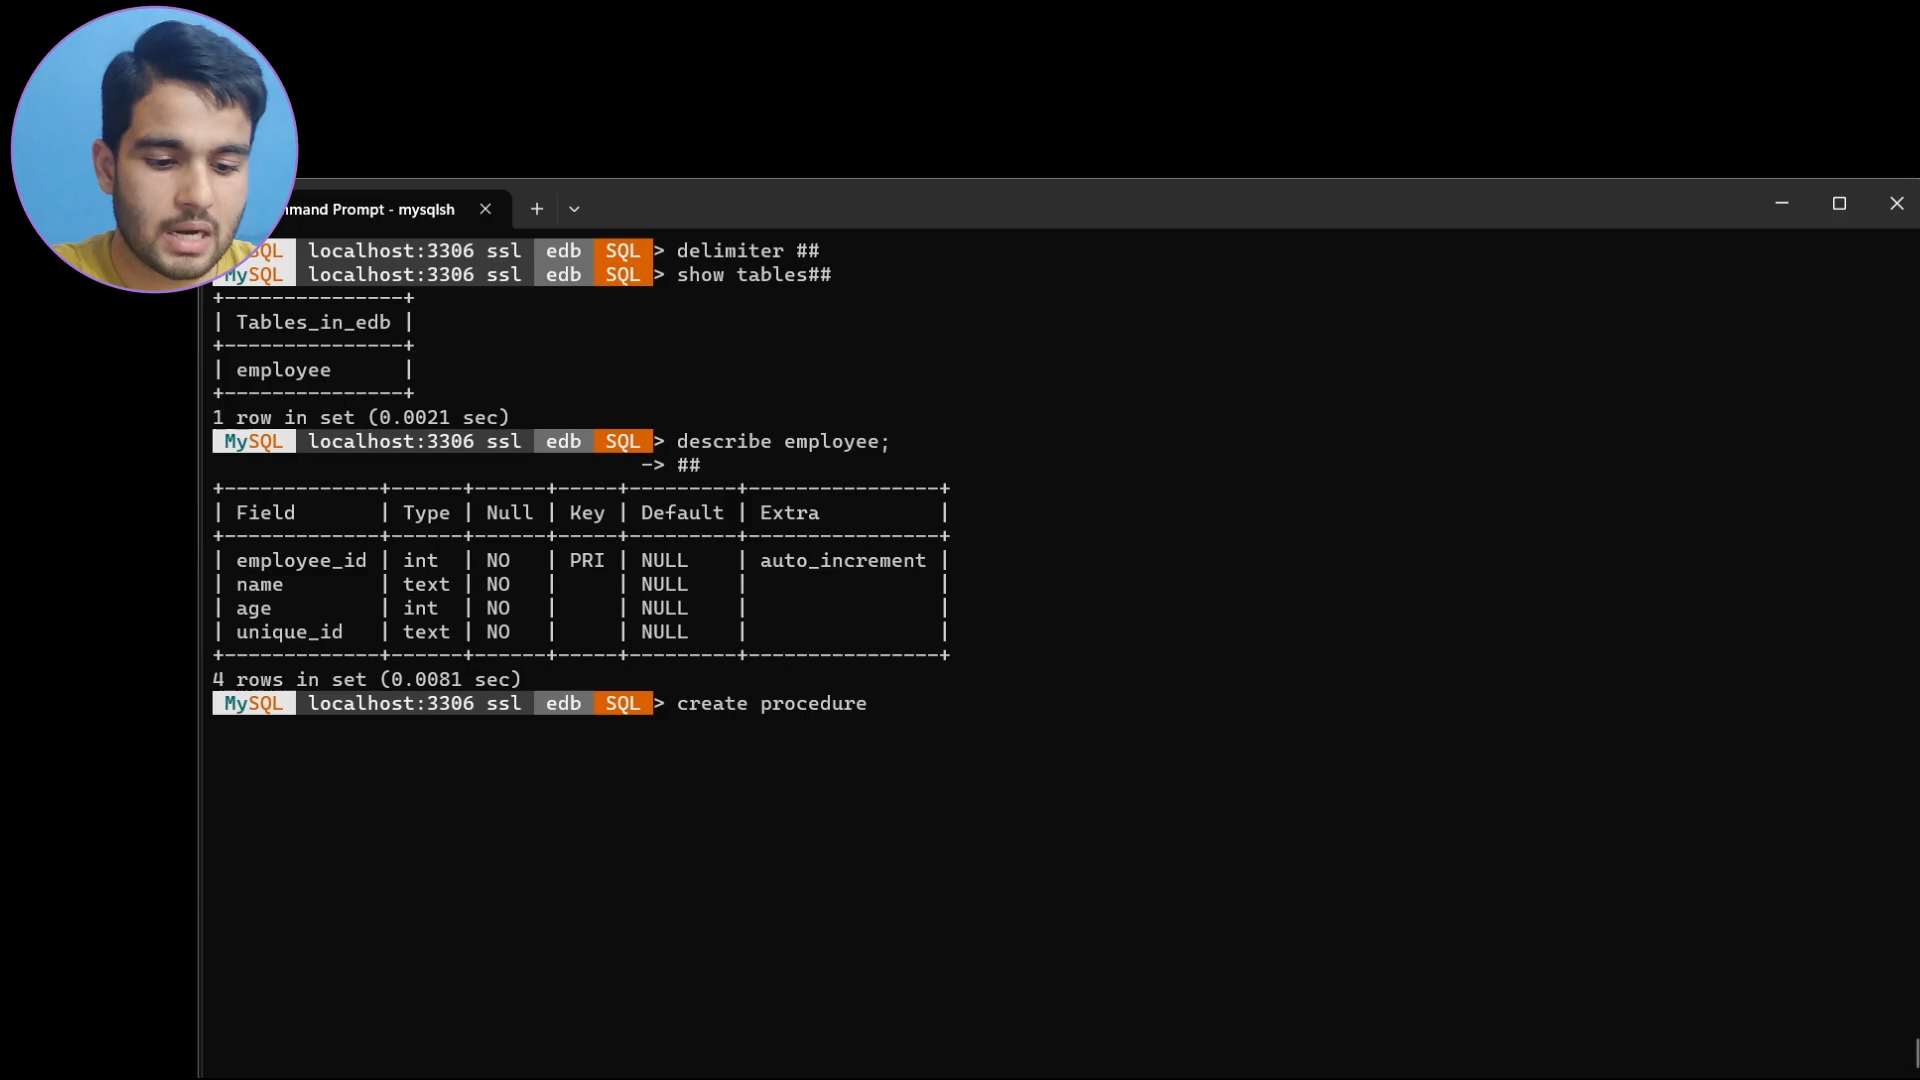 mmand Prompt - mysqlsh
SQL localhost:3306 ssl edb SQL > delimiter ##
MySQL localhost:3306 ssl edb SQL > show tables##
+---------------+
| Tables_in_edb |
+---------------+
| employee      |
+---------------+
1 row in set (0.0021 sec)
MySQL localhost:3306 ssl edb SQL > describe employee;
-> ##
+-------------+------+------+-----+---------+----------------+
| Field       | Type | Null | Key | Default | Extra          |
+-------------+------+------+-----+---------+----------------+
| employee_id | int  | NO   | PRI | NULL    | auto_increment |
| name        | text | NO   |     | NULL    |                |
| age         | int  | NO   |     | NULL    |                |
| unique_id   | text | NO   |     | NULL    |                |
+-------------+------+------+-----+---------+----------------+
4 rows in set (0.0081 sec)
MySQL localhost:3306 ssl edb SQL > create procedure